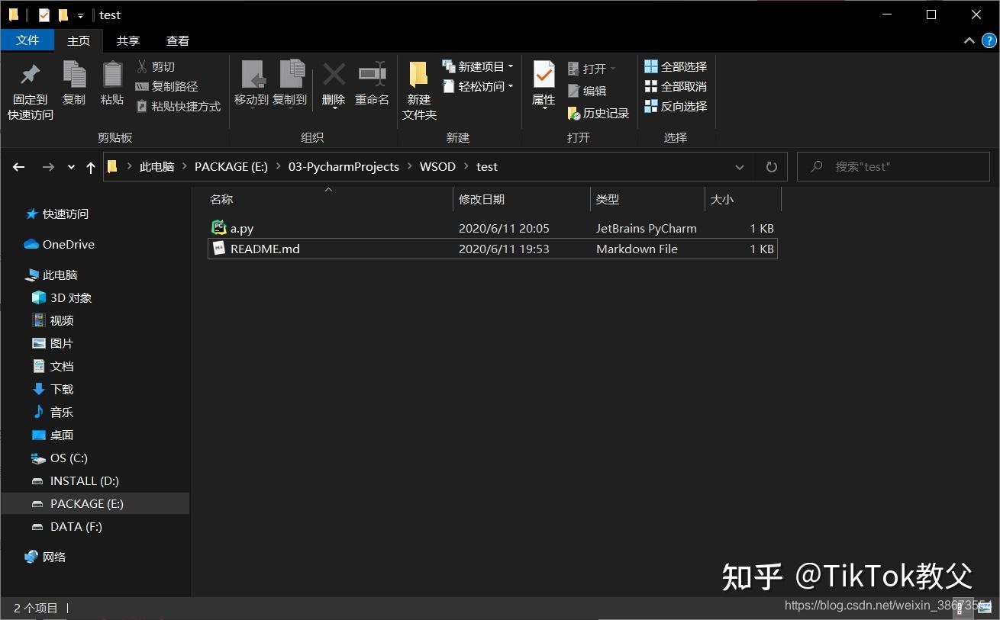 test
文件 主页 共享 查看
固定到
快速访问
复制
粘贴
剪切
复制路径
粘贴快捷方式
剪贴板
移动到
复制到
删除
重命名
组织
新建
文件夹
新建项目
轻松访问
新建
属性
打开
编辑
历史记录
打开
全部选择
全部取消
反向选择
选择
此电脑 > PACKAGE (E:) > 03-PycharmProjects > WSOD > test
搜索"test"
名称 修改日期 类型 大小
a.py 2020/6/11 20:05 JetBrains PyCharm 1 KB
README.md 2020/6/11 19:53 Markdown File 1 KB
快速访问
OneDrive
此电脑
3D 对象
视频
图片
文档
下载
音乐
桌面
OS (C:)
INSTALL (D:)
PACKAGE (E:)
DATA (F:)
网络
2 个项目
知乎 @TikTok教父
https://blog.csdn.net/weixin_38673554